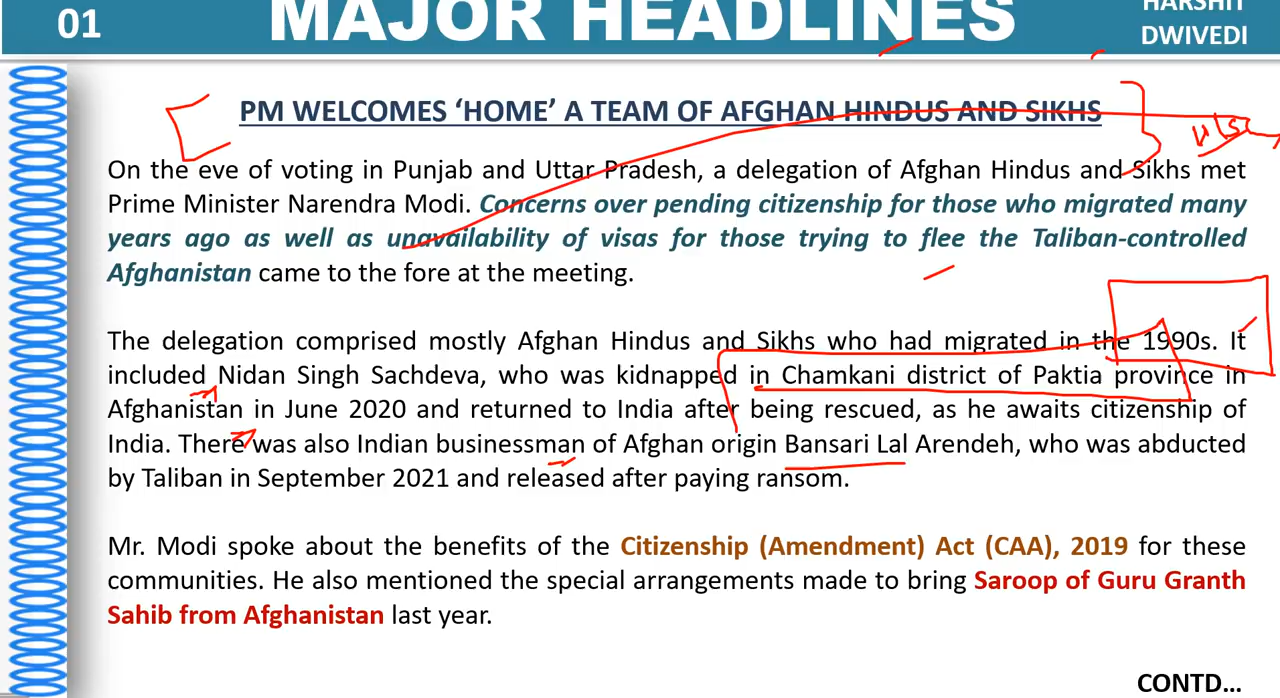 01
MAJOR HEADLINES
HARSHIT
DWIVEDI
PM WELCOMES ‘HOME’ A TEAM OF AFGHAN HINDUS AND SIKHS
On the eve of voting in Punjab and Uttar Pradesh, a delegation of Afghan Hindus and Sikhs met
Prime Minister Narendra Modi. Concerns over pending citizenship for those who migrated many
years ago as well as unavailability of visas for those trying to flee the Taliban-controlled
Afghanistan came to the fore at the meeting.
The delegation comprised mostly Afghan Hindus and Sikhs who had migrated in the 1990s. It
included Nidan Singh Sachdeva, who was kidnapped in Chamkani district of Paktia province in
Afghanistan in June 2020 and returned to India after being rescued, as he awaits citizenship of
India. There was also Indian businessman of Afghan origin Bansari Lal Arendeh, who was abducted
by Taliban in September 2021 and released after paying ransom.
Mr. Modi spoke about the benefits of the Citizenship (Amendment) Act (CAA), 2019 for these
communities. He also mentioned the special arrangements made to bring Saroop of Guru Granth
Sahib from Afghanistan last year.
CONTD...